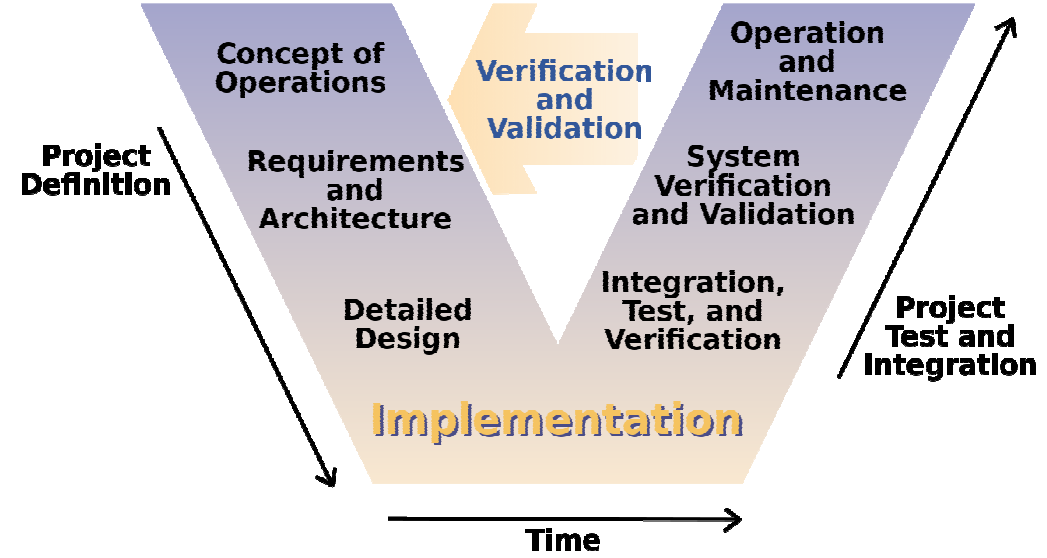 Concept of
Operations
Verification
and
Validation
Operation
and
Maintenance
Project
Definition
Requirements
and
Architecture
System
Verification
and Validation
Detailed
Design
Integration,
Test, and
Verification
Project
Test and
Integration
Implementation
Time